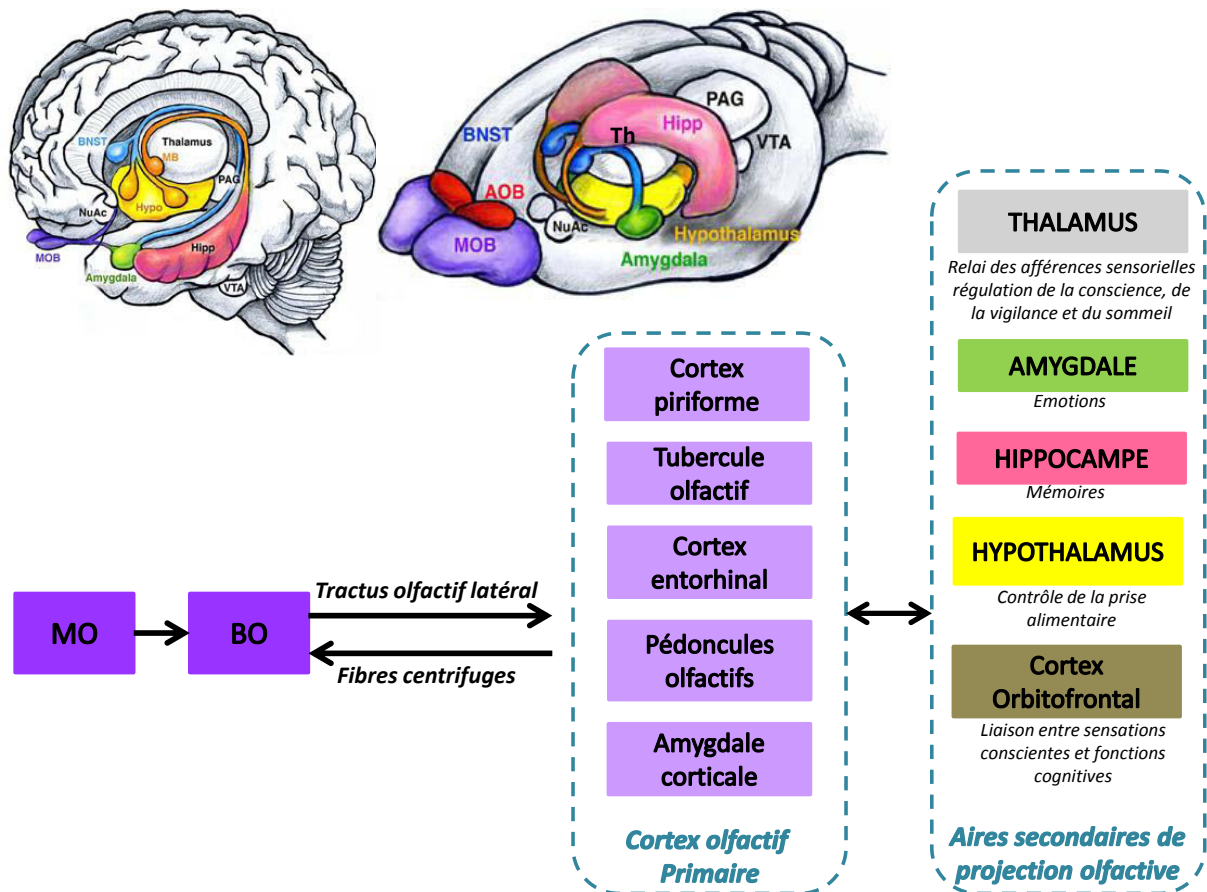 BNST
Thalamus
MB
PAG
NuAc
Hypo
MOB
Hipp
Amygdala
VTA
PAG
Hipp
BNST
Th
VTA
AOB
NuAc
MOB
Hypothalamus
Amygdala
MO
BO
Tractus olfactif latéral
Fibres centrifuges
Cortex
piriforme
Tubercule
olfactif
Cortex
entorhinal
Pédoncules
olfactifs
Amygdale
corticale
Cortex olfactif
Primaire
THALAMUS
Relai des afférences sensorielles
régulation de la conscience, de
la vigilance et du sommeil
AMYGDALE
Emotions
HIPPOCAMPE
Mémoires
HYPOTHALAMUS
Contrôle de la prise
alimentaire
Cortex
Orbitofrontal
Liaison entre sensations
conscientes et fonctions
cognitives
Aires secondaires de
projection olfactive